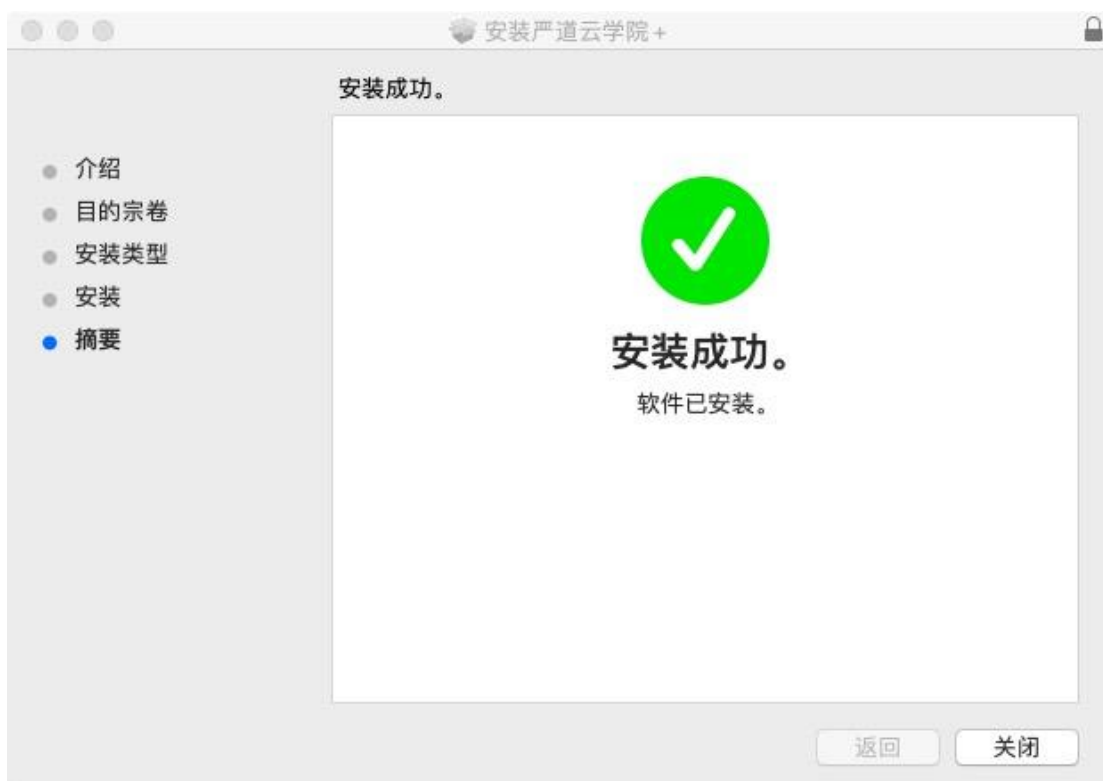 安装严道云学院+
安装成功。
介绍
目的宗卷
安装类型
安装
摘要
安装成功。
软件已安装。
返回
关闭